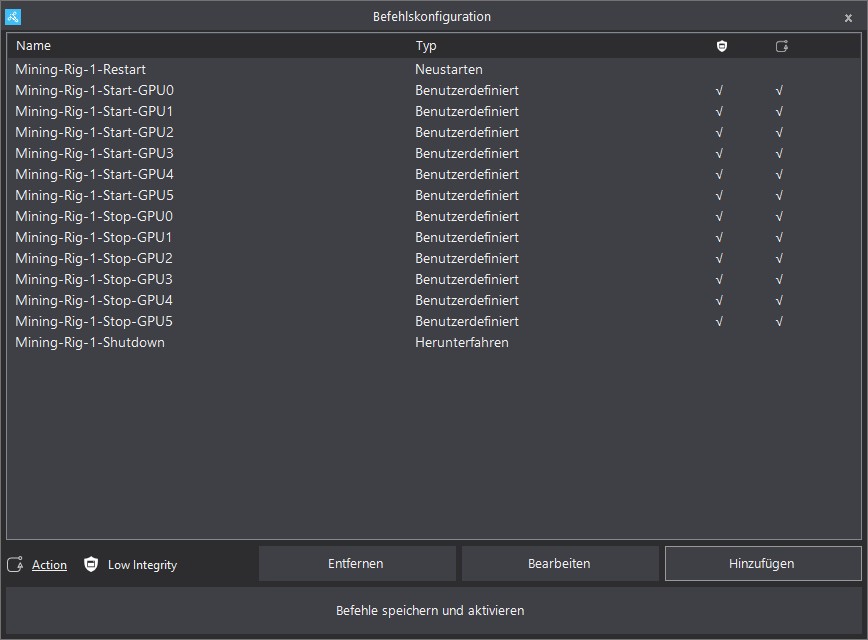 Befehlskonfiguration
x
Name Typ
Mining-Rig-1-Restart Neustarten
Mining-Rig-1-Start-GPU0 Benutzerdefiniert √ √
Mining-Rig-1-Start-GPU1 Benutzerdefiniert √ √
Mining-Rig-1-Start-GPU2 Benutzerdefiniert √ √
Mining-Rig-1-Start-GPU3 Benutzerdefiniert √ √
Mining-Rig-1-Start-GPU4 Benutzerdefiniert √ √
Mining-Rig-1-Start-GPU5 Benutzerdefiniert √ √
Mining-Rig-1-Stop-GPU0 Benutzerdefiniert √ √
Mining-Rig-1-Stop-GPU1 Benutzerdefiniert √ √
Mining-Rig-1-Stop-GPU2 Benutzerdefiniert √ √
Mining-Rig-1-Stop-GPU3 Benutzerdefiniert √ √
Mining-Rig-1-Stop-GPU4 Benutzerdefiniert √ √
Mining-Rig-1-Stop-GPU5 Benutzerdefiniert √ √
Mining-Rig-1-Shutdown Herunterfahren
Action Low Integrity Entfernen Bearbeiten Hinzufügen
Befehle speichern und aktivieren